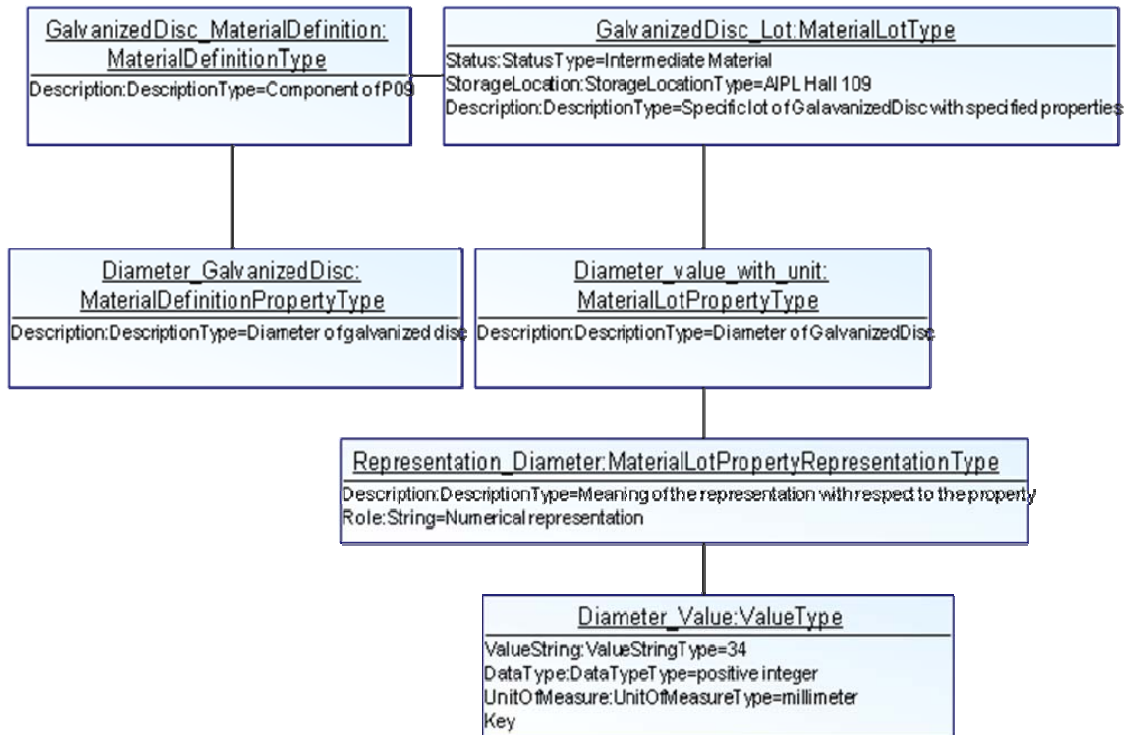 GalvanizedDisc_MaterialDefinition:
MaterialDefinitionType
Description:DescriptionType=Component of P09
GalvanizedDisc_Lot:MaterialLotType
Status:StatusType=Intermediate Material
StorageLocation:StorageLocationType=AIPL Hall 109
Description:DescriptionType=Specific lot of GalavanizedDisc with specified properties
Diameter_GalvanizedDisc:
MaterialDefinitionPropertyType
Description:DescriptionType=Diameter of galvanized disc
Diameter_value_with_unit:
MaterialLotPropertyType
Description:DescriptionType=Diameter of GalvanizedDisc
Representation_Diameter:MaterialLotPropertyRepresentationType
Description:DescriptionType=Meaning of the representation with respect to the property
Role:String=Numerical representation
Diameter_Value:ValueType
ValueString:ValueStringType=34
DataType:DataTypeType=positive integer
UnitOfMeasure:UnitOfMeasureType=millimeter
Key